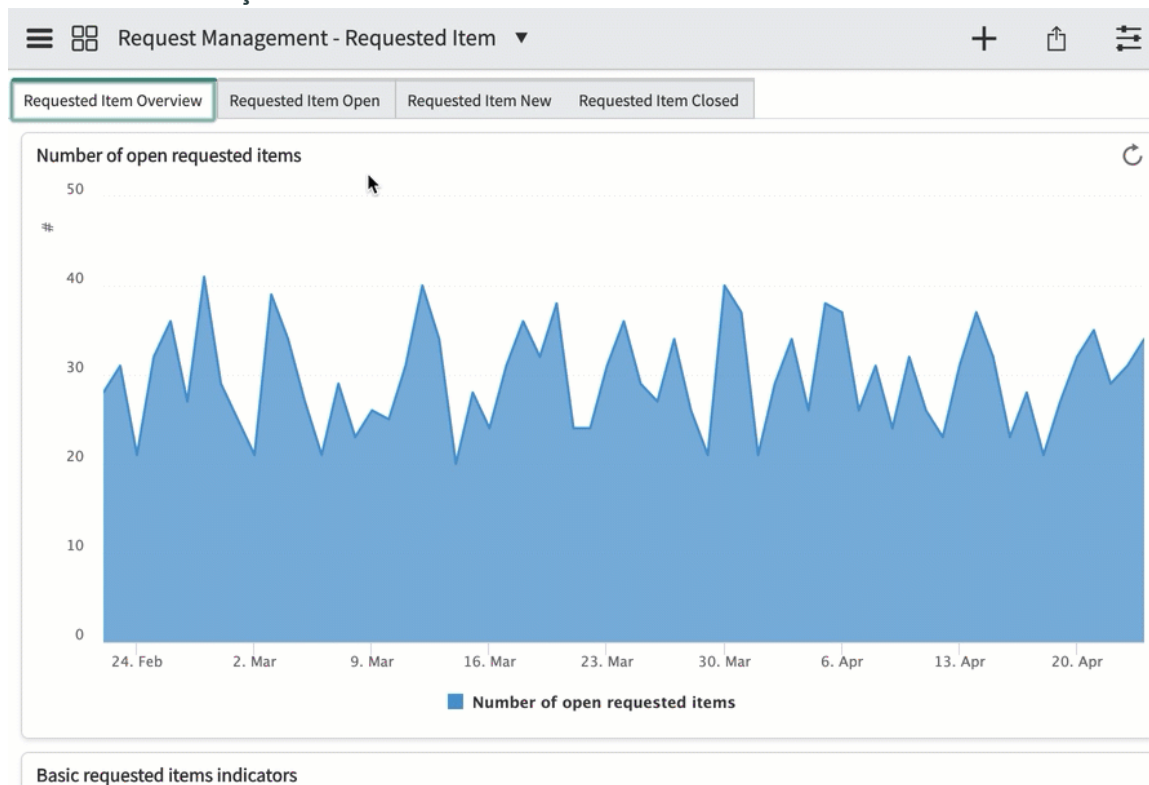 Request Management - Requested Item ▼
Requested Item Overview Requested Item Open Requested Item New Requested Item Closed
Number of open requested items
50
#
40
30
20
10
0
24. Feb 2. Mar 9. Mar 16. Mar 23. Mar 30. Mar 6. Apr 13. Apr 20. Apr
Number of open requested items
Basic requested items indicators